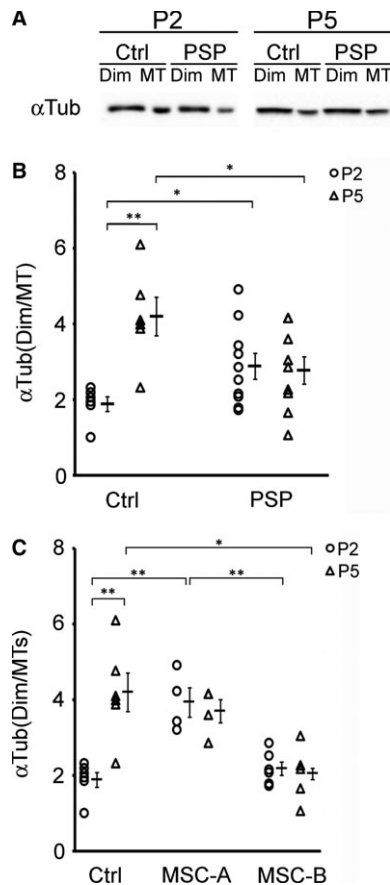 A
P2 P5
Ctrl PSP Ctrl PSP
Dim MT Dim MT Dim MT Dim MT
αTub
B
8
6
4
2
0
αTub(Dim/MT)
* 
*
**
P2
P5
Ctrl PSP
C
8
6
4
2
0
αTub(Dim/MTs)
*
** **
**
P2
P5
Ctrl MSC-A MSC-B